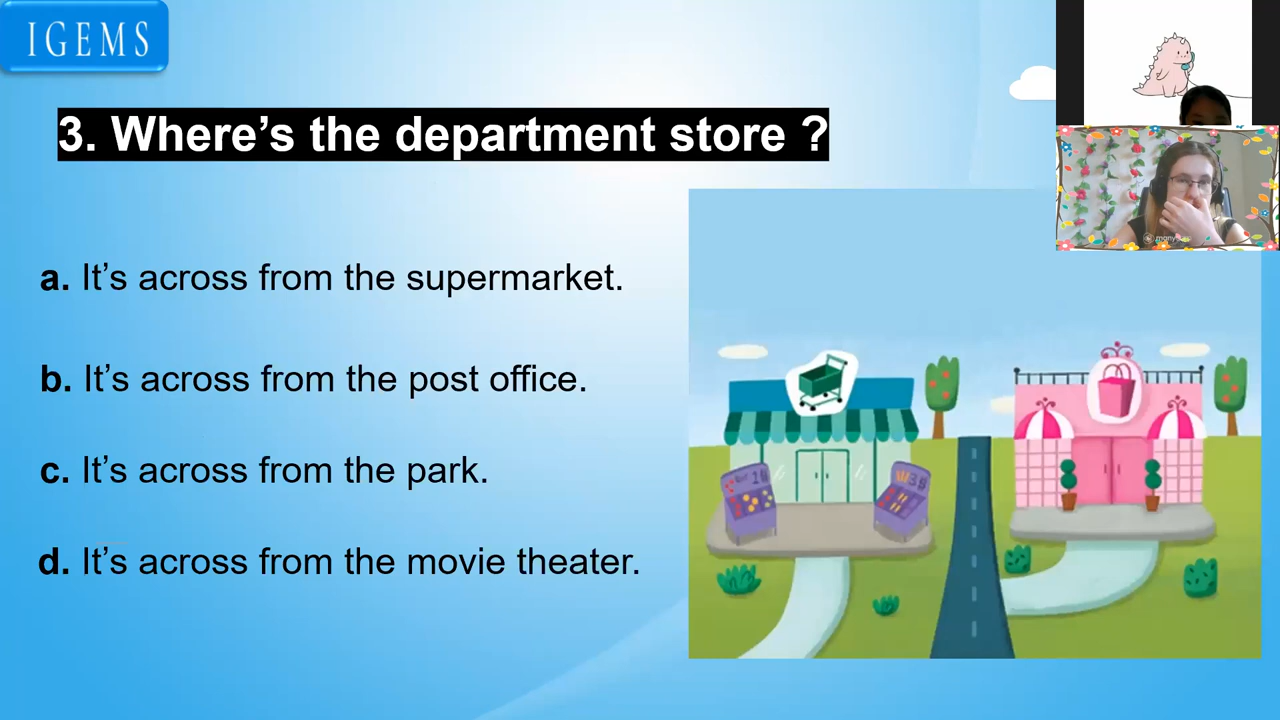 IGEMS
3. Where’s the department store ?
a. It’s across from the supermarket.
b. It’s across from the post office.
c. It’s across from the park.
d. It’s across from the movie theater.